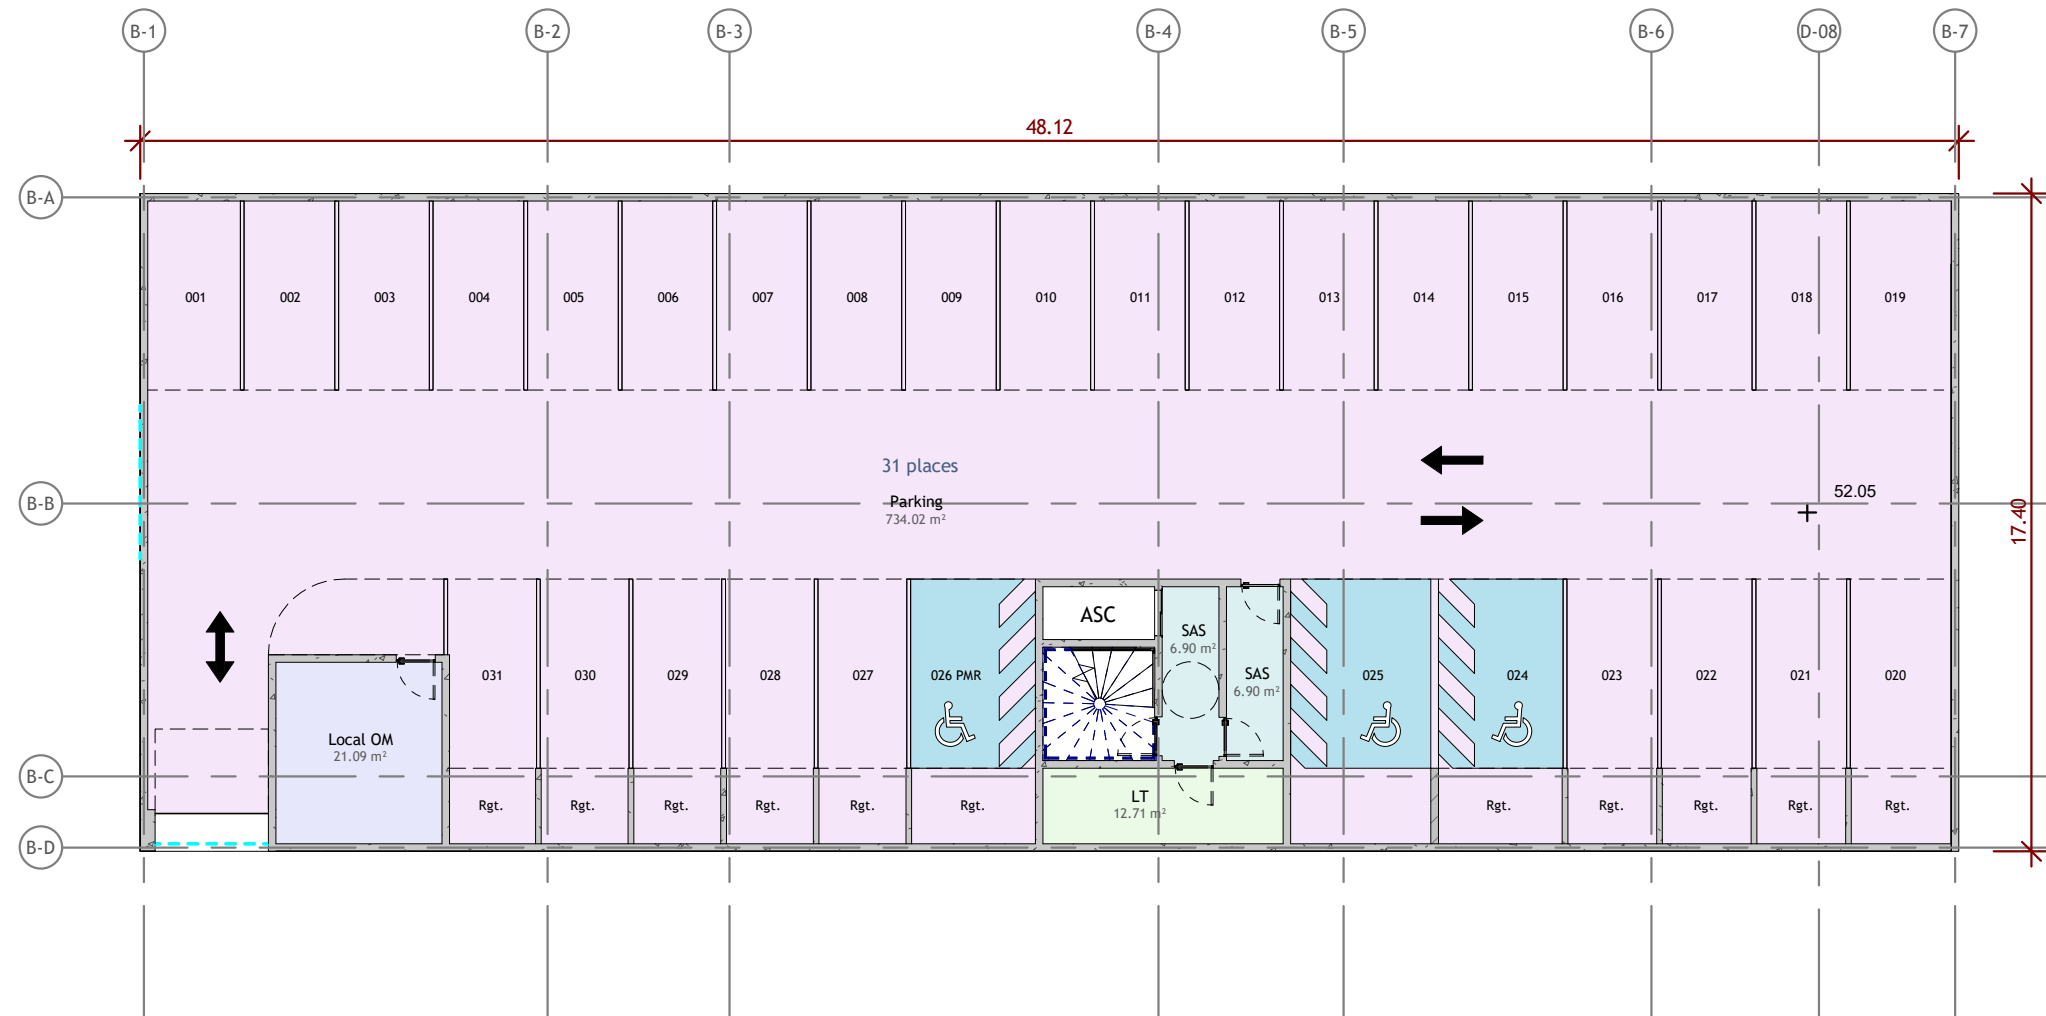 B-1 B-2 B-3 B-4 B-5 B-6 D-08 B-7
48.12
B-A
001 002 003 004 005 006 007 008 009 010 011 012 013 014 015 016 017 018 019
31 places
Parking
734.02 m²
B-B
52.05
17.40
ASC
SAS
6.90 m²
SAS
6.90 m²
031 030 029 028 027 026 PMR 025 024 023 022 021 020
Local OM
21.09 m²
B-C
LT
12.71 m²
Rgt. Rgt. Rgt. Rgt. Rgt. Rgt. Rgt. Rgt. Rgt. Rgt. Rgt.
B-D